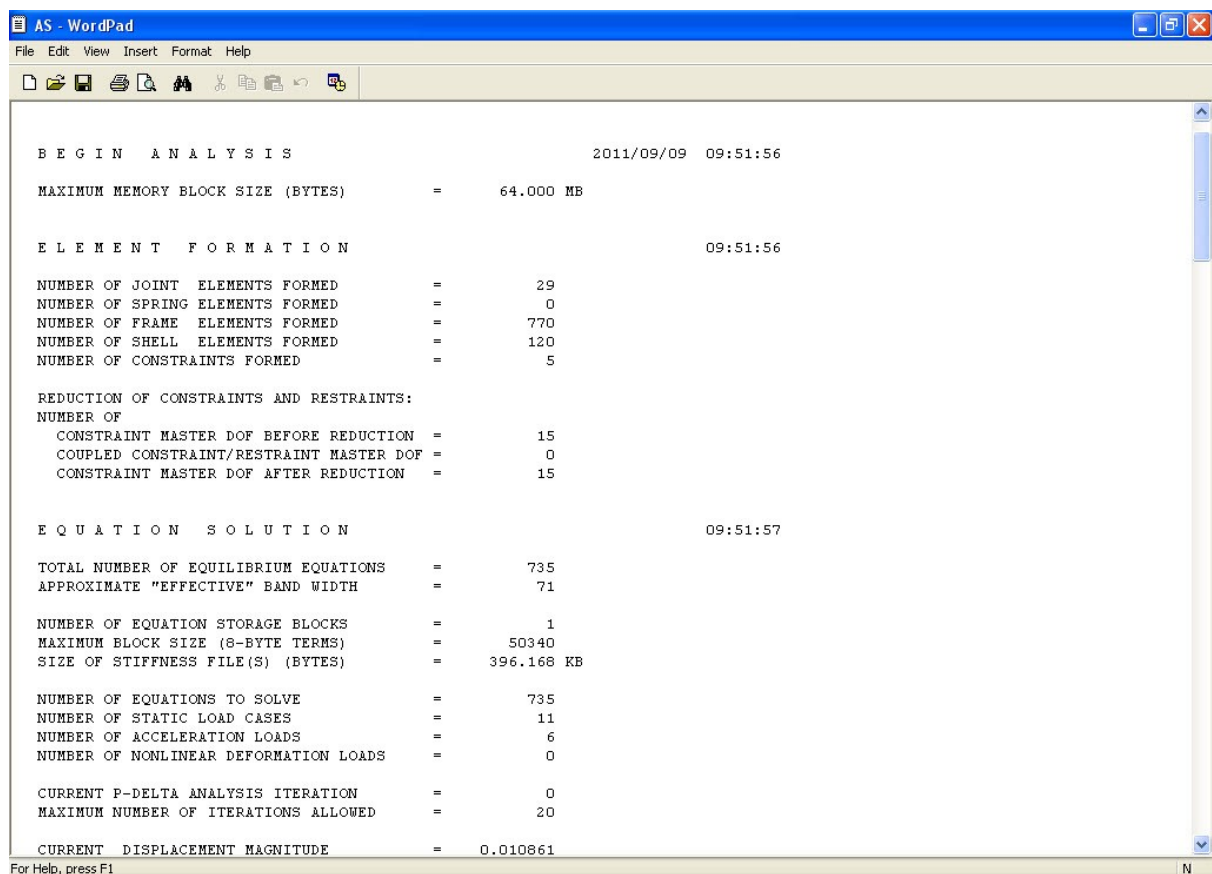 AS - WordPad
File Edit View Insert Format Help
B E G I N   A N A L Y S I S   2011/09/09 09:51:56
MAXIMUM MEMORY BLOCK SIZE (BYTES) = 64.000 MB
E L E M E N T   F O R M A T I O N   09:51:56
NUMBER OF JOINT ELEMENTS FORMED = 29
NUMBER OF SPRING ELEMENTS FORMED = 0
NUMBER OF FRAME ELEMENTS FORMED = 770
NUMBER OF SHELL ELEMENTS FORMED = 120
NUMBER OF CONSTRAINTS FORMED = 5
REDUCTION OF CONSTRAINTS AND RESTRAINTS:
NUMBER OF
CONSTRAINT MASTER DOF BEFORE REDUCTION = 15
COUPLED CONSTRAINT/RESTRAINT MASTER DOF = 0
CONSTRAINT MASTER DOF AFTER REDUCTION = 15
E Q U A T I O N   S O L U T I O N   09:51:57
TOTAL NUMBER OF EQUILIBRIUM EQUATIONS = 735
APPROXIMATE "EFFECTIVE" BAND WIDTH = 71
NUMBER OF EQUATION STORAGE BLOCKS = 1
MAXIMUM BLOCK SIZE (8-BYTE TERMS) = 50340
SIZE OF STIFFNESS FILE(S) (BYTES) = 396.168 KB
NUMBER OF EQUATIONS TO SOLVE = 735
NUMBER OF STATIC LOAD CASES = 11
NUMBER OF ACCELERATION LOADS = 6
NUMBER OF NONLINEAR DEFORMATION LOADS = 0
CURRENT P-DELTA ANALYSIS ITERATION = 0
MAXIMUM NUMBER OF ITERATIONS ALLOWED = 20
CURRENT DISPLACEMENT MAGNITUDE = 0.010861
For Help, press F1 N